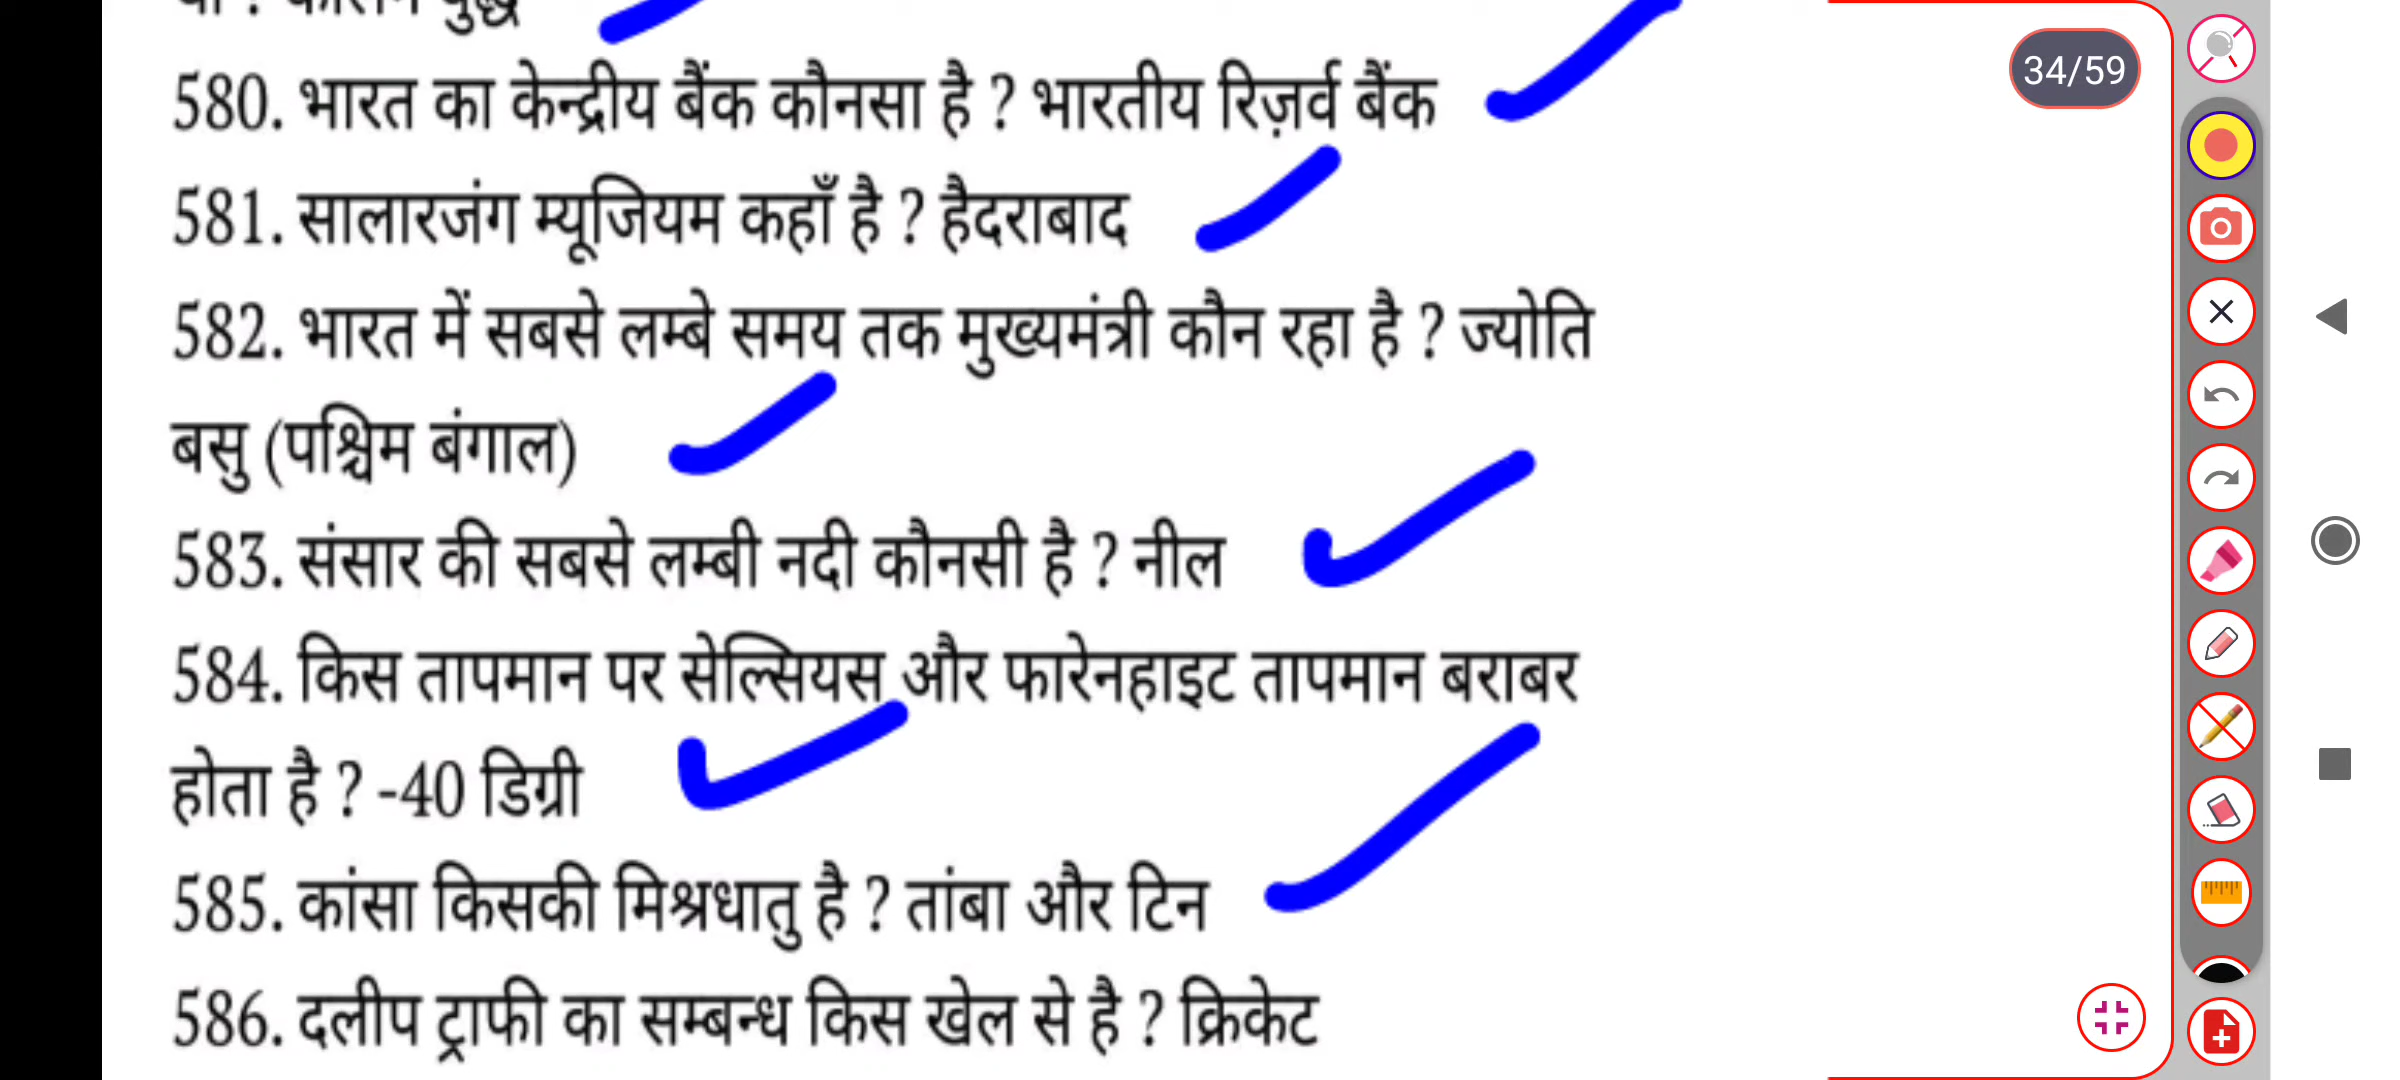 युद्ध
34/59
580. भारत का केन्द्रीय बैंक कौनसा है ? भारतीय रिज़र्व बैंक
581. सालारजंग म्यूजियम कहाँ है ? हैदराबाद
582. भारत में सबसे लम्बे समय तक मुख्यमंत्री कौन रहा है ? ज्योति
बसु (पश्चिम बंगाल)
583. संसार की सबसे लम्बी नदी कौनसी है ? नील
584. किस तापमान पर सेल्सियस और फारेनहाइट तापमान बराबर
होता है ? -40 डिग्री
585. कांसा किसकी मिश्रधातु है ? तांबा और टिन
586. दलीप ट्राफी का सम्बन्ध किस खेल से है ? क्रिकेट